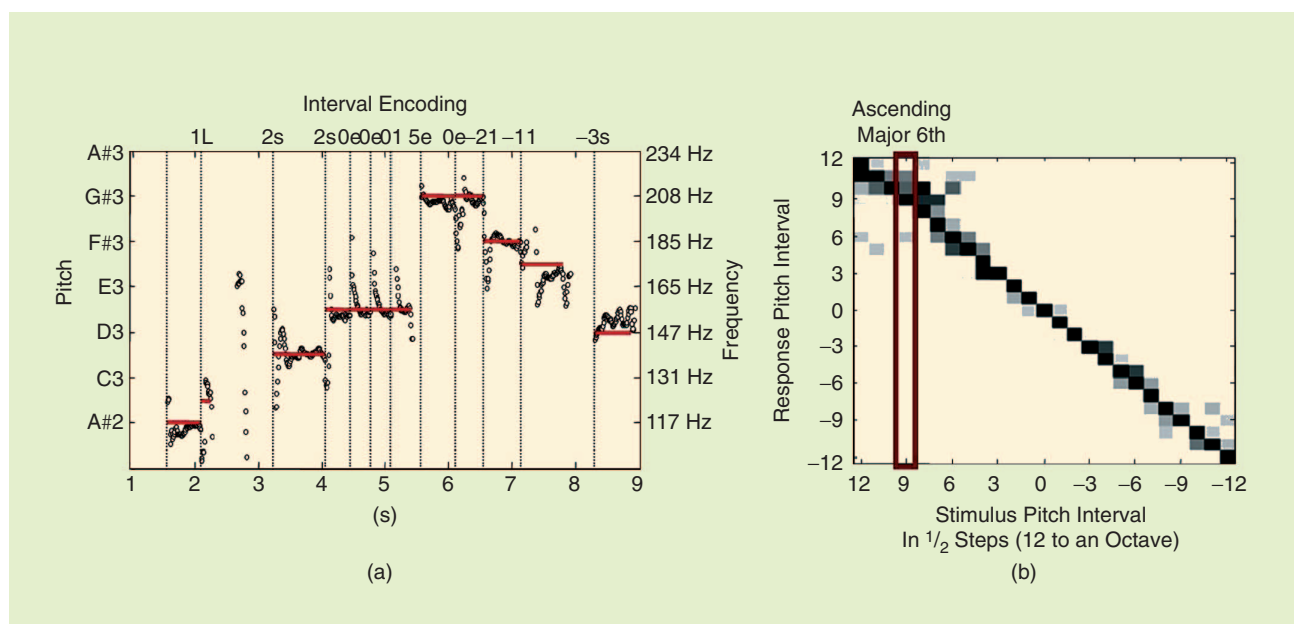 Interval Encoding
1L 2s 2s0e0e01 5e 0e–21 –11 –3s
A#3 234 Hz
G#3 208 Hz
F#3 185 Hz
E3 165 Hz
D3 147 Hz
C3 131 Hz
A#2 117 Hz
Pitch
Frequency
1 2 3 4 5 6 7 8 9
(s)
(a)
Ascending
Major 6th
12
9
6
3
0
–3
–6
–9
–12
Response Pitch Interval
12 9 6 3 0 –3 –6 –9 –12
Stimulus Pitch Interval
In 1/2 Steps (12 to an Octave)
(b)